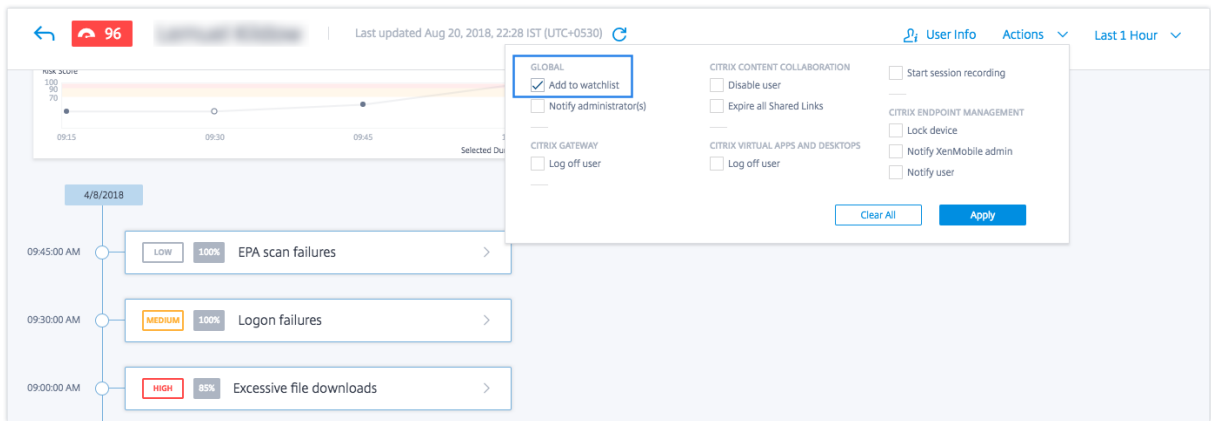 96
Last updated Aug 20, 2018, 22:28 IST (UTC+0530)
User Info
Actions
Last 1 Hour
Risk Score
100
90
70
09:15
09:30
09:45
GLOBAL
Add to watchlist
Notify administrator(s)
CITRIX GATEWAY
Log off user
CITRIX CONTENT COLLABORATION
Disable user
Expire all Shared Links
CITRIX VIRTUAL APPS AND DESKTOPS
Log off user
Start session recording
CITRIX ENDPOINT MANAGEMENT
Lock device
Notify XenMobile admin
Notify user
Clear All
Apply
4/8/2018
09:45:00 AM
LOW 100% EPA scan failures
09:30:00 AM
MEDIUM 100% Logon failures
09:00:00 AM
HIGH 85% Excessive file downloads